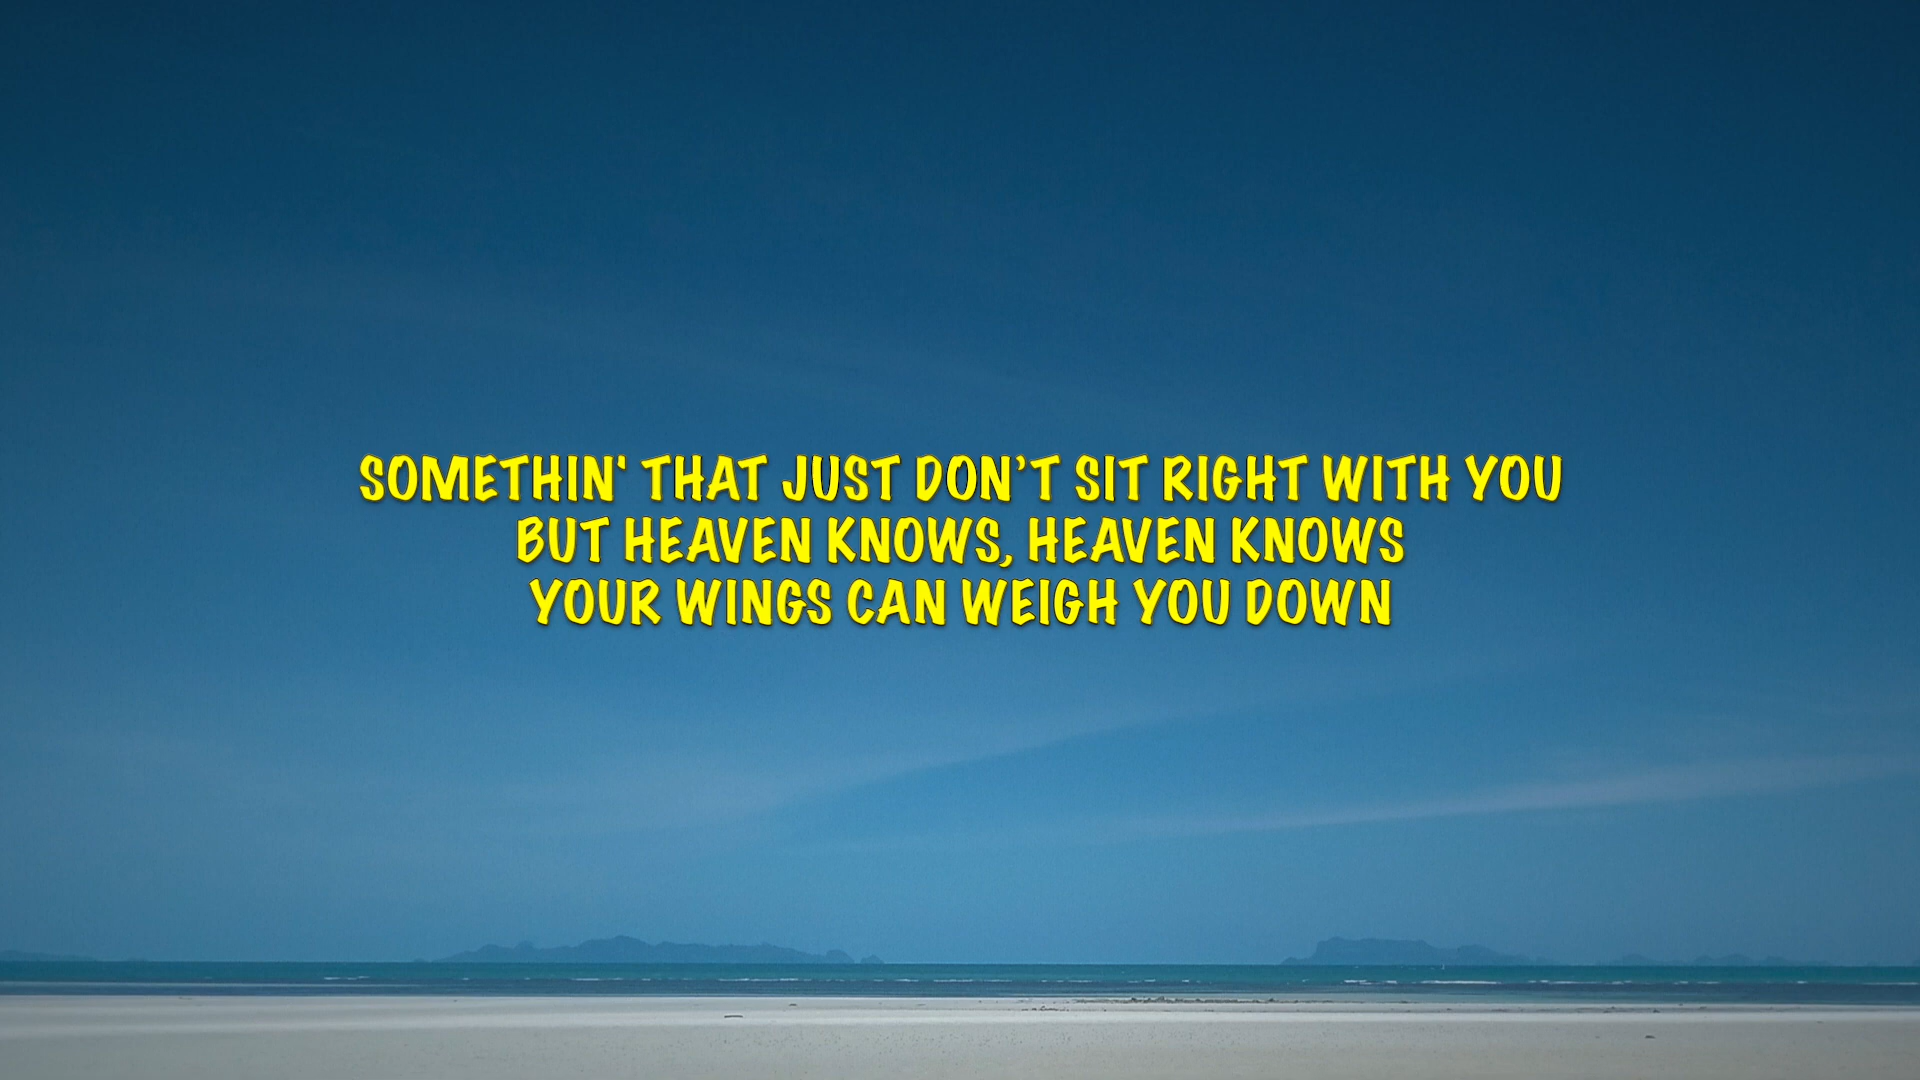 SOMETHIN' THAT JUST DON’T SIT RIGHT WITH YOU
BUT HEAVEN KNOWS, HEAVEN KNOWS
YOUR WINGS CAN WEIGH YOU DOWN